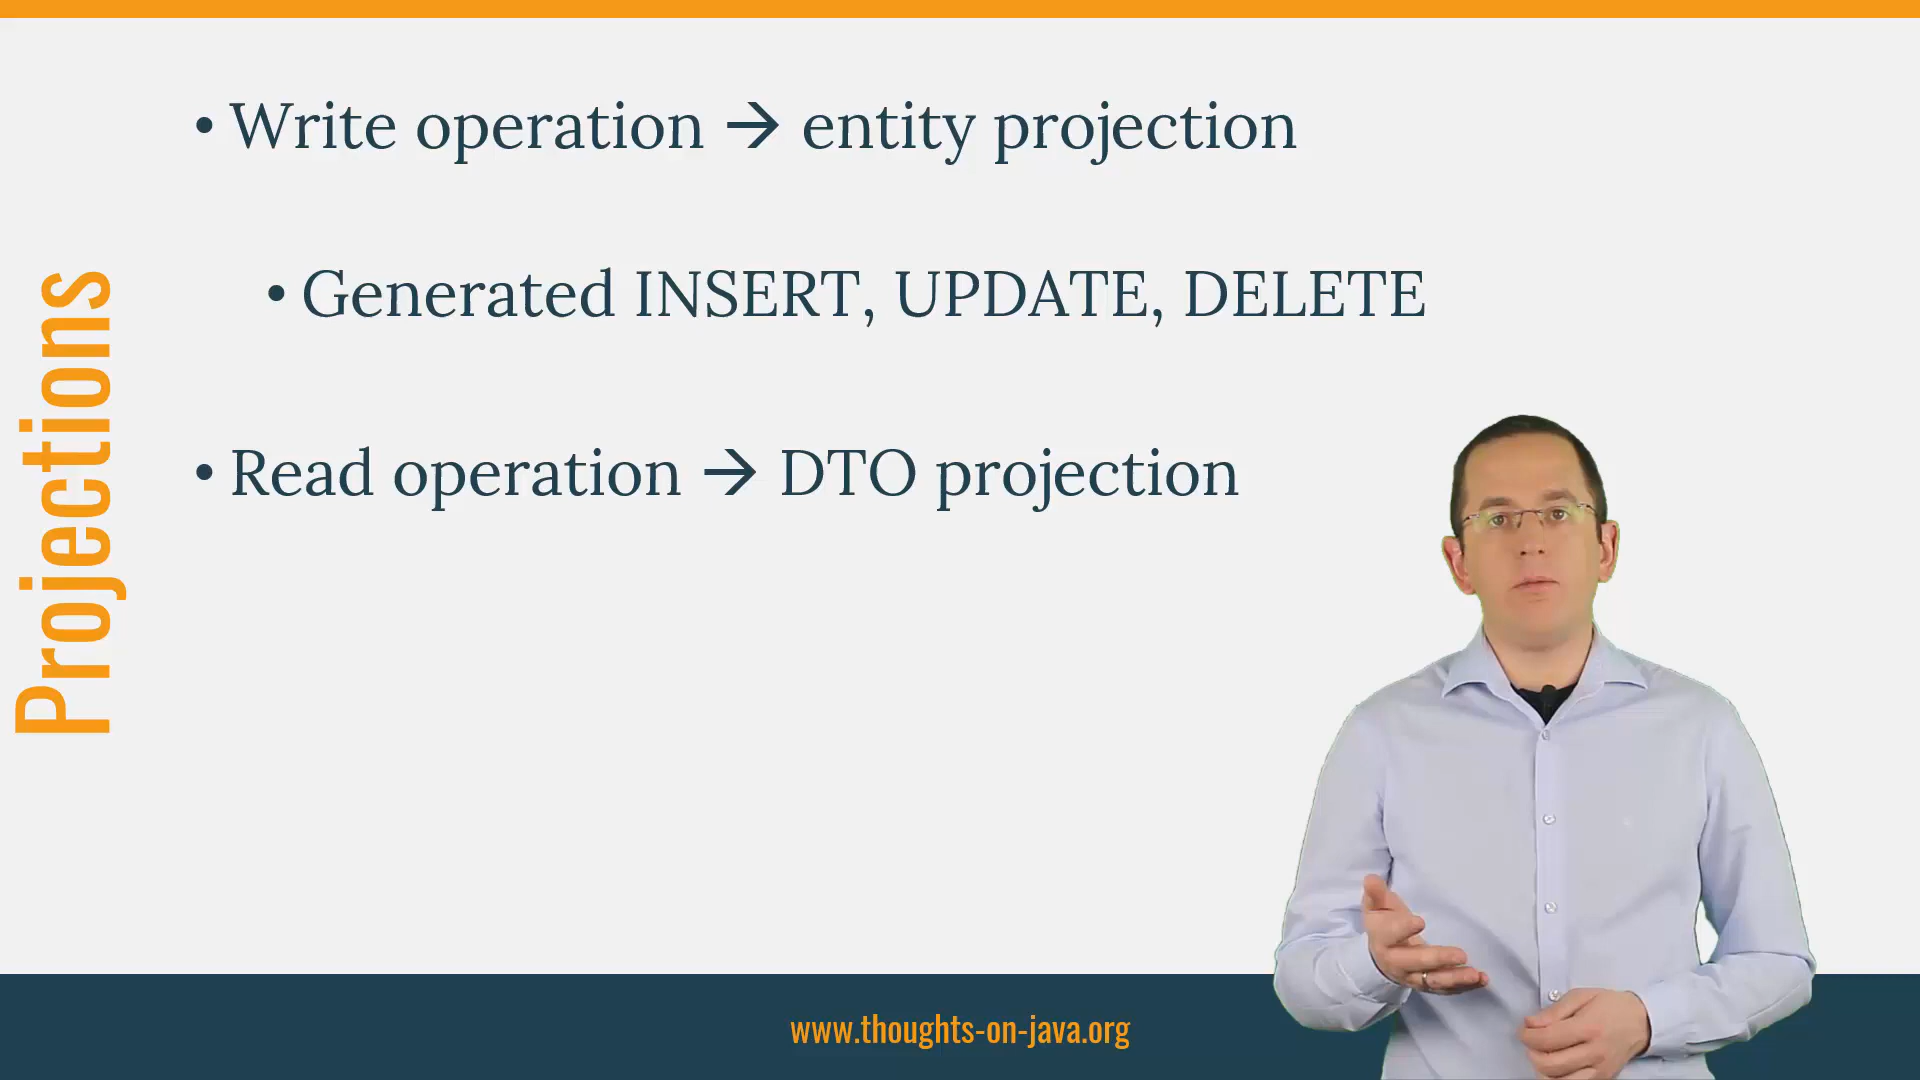 Projections
• Write operation → entity projection
• Generated INSERT, UPDATE, DELETE
• Read operation → DTO projection
www.thoughts-on-java.org